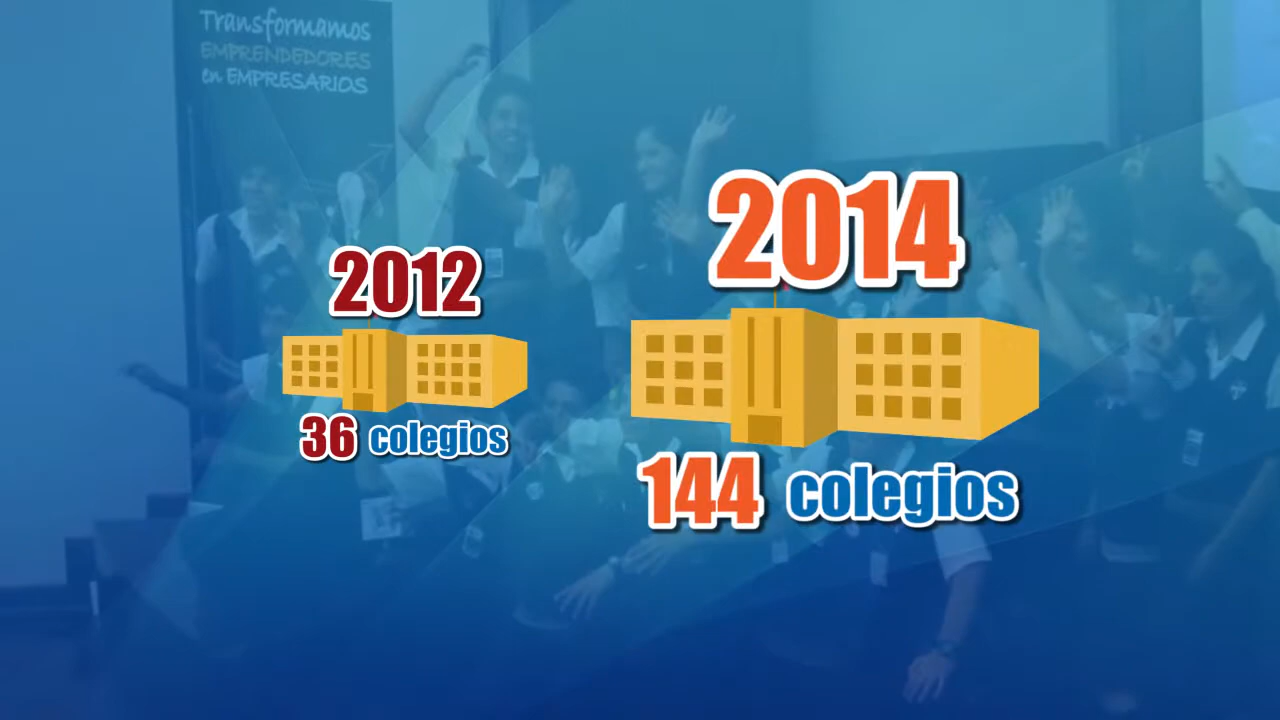 Transformamos
EMPRENDEDORES
en EMPRESARIOS
2012
36 colegios
2014
144 colegios